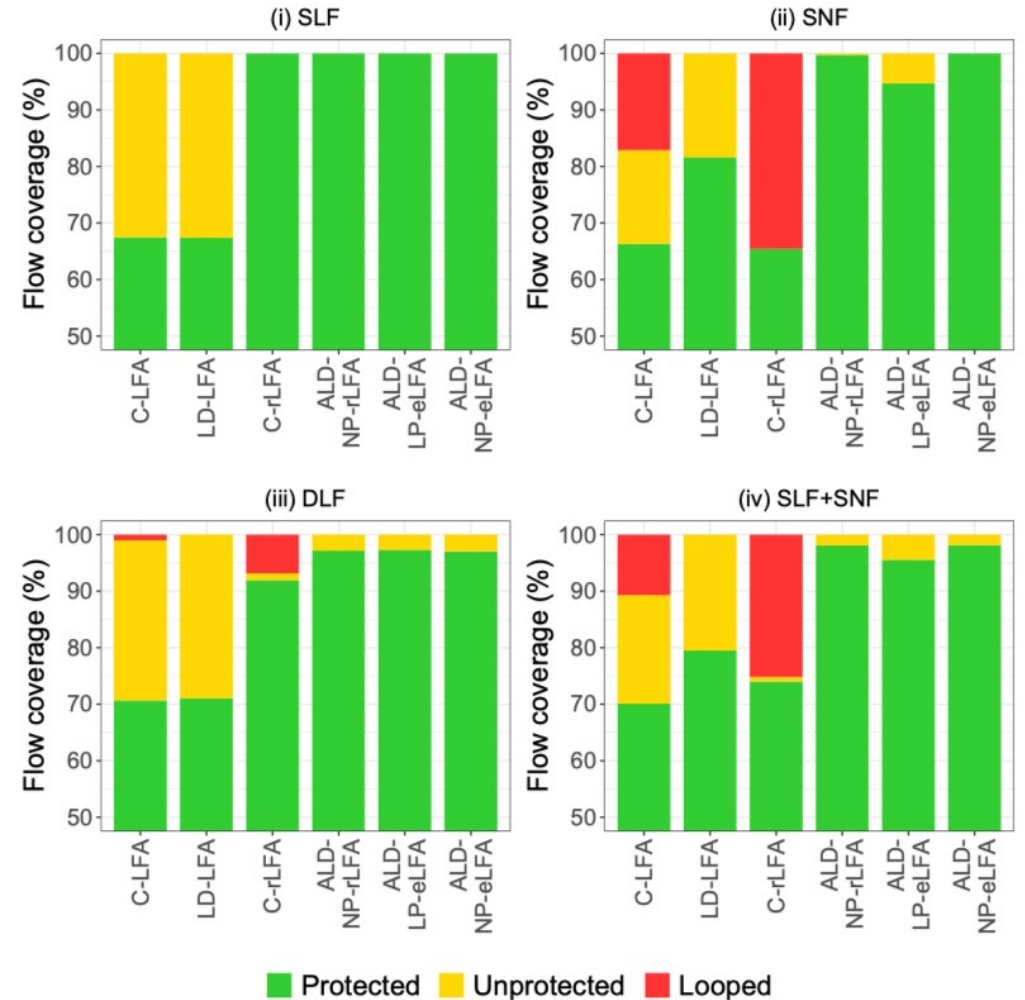 (i) SLF
Flow coverage (%)
100
90
80
70
60
50
C-LFA
LD-LFA
C-rLFA
ALD-
NP-rLFA
ALD-
LP-eLFA
ALD-
NP-eLFA
(ii) SNF
Flow coverage (%)
100
90
80
70
60
50
C-LFA
LD-LFA
C-rLFA
ALD-
NP-rLFA
ALD-
LP-eLFA
ALD-
NP-eLFA
(iii) DLF
Flow coverage (%)
100
90
80
70
60
50
C-LFA
LD-LFA
C-rLFA
ALD-
NP-rLFA
ALD-
LP-eLFA
ALD-
NP-eLFA
(iv) SLF+SNF
Flow coverage (%)
100
90
80
70
60
50
C-LFA
LD-LFA
C-rLFA
ALD-
NP-rLFA
ALD-
LP-eLFA
ALD-
NP-eLFA
Protected Unprotected Looped